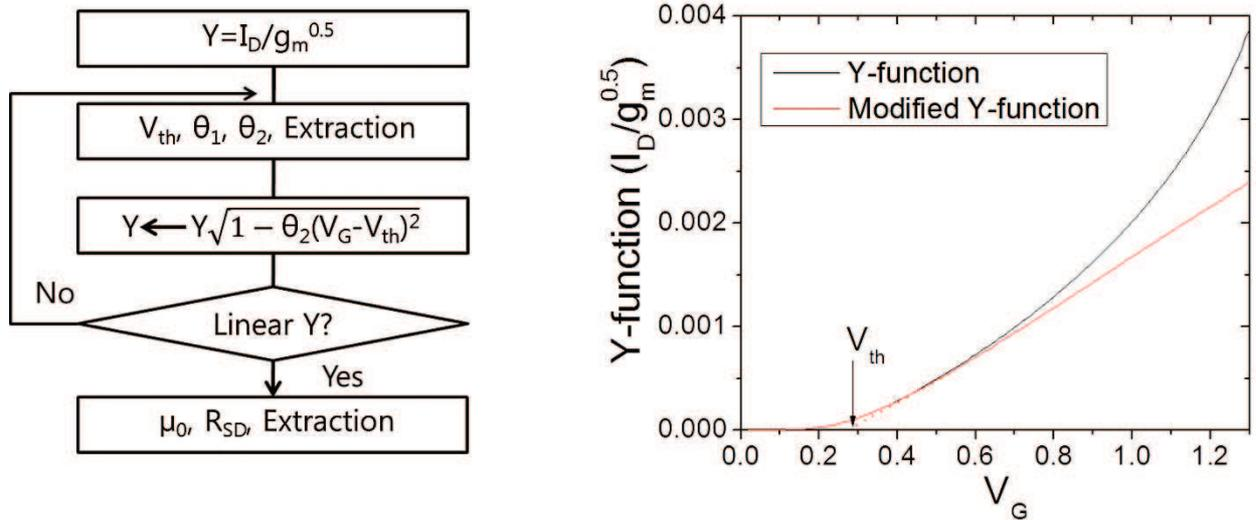 Y=I_D/g_m^0.5
V_th, θ_1, θ_2, Extraction
Y←Y√1 − θ_2(V_G-V_th)^2
No
Linear Y?
Yes
μ_0, R_SD, Extraction
Y-function (I_D/g_m^0.5)
0.004
0.003
0.002
0.001
0.000
Y-function
Modified Y-function
V_th
0.0 0.2 0.4 0.6 0.8 1.0 1.2
V_G